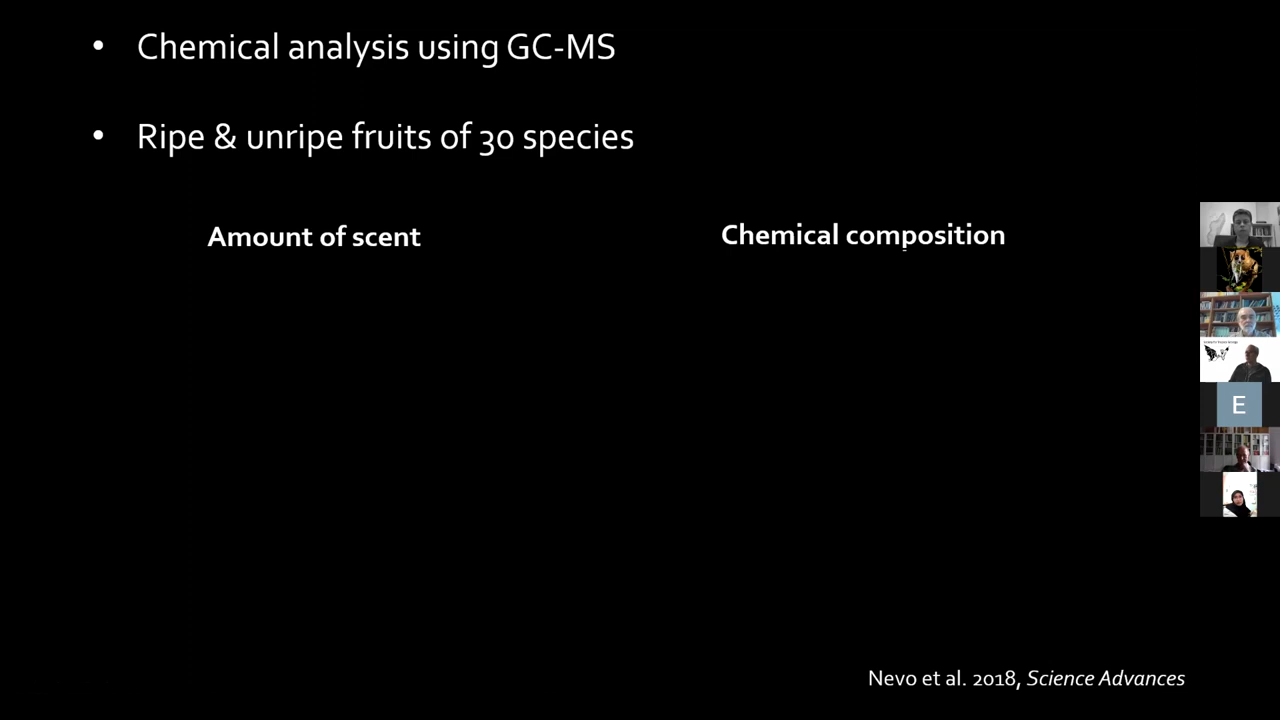 • Chemical analysis using GC-MS
• Ripe & unripe fruits of 30 species
Amount of scent
Chemical composition
E
Nevo et al. 2018, Science Advances